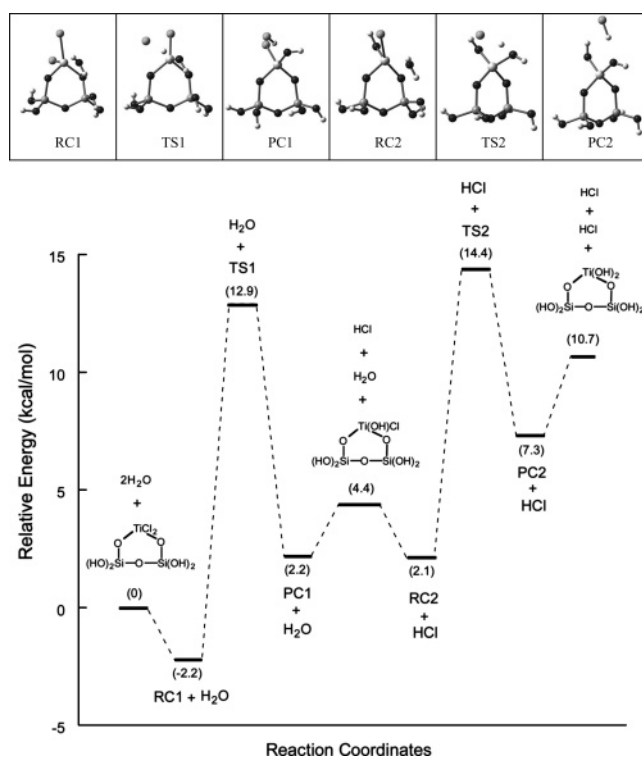 RC1 TS1 PC1 RC2 TS2 PC2
HCl
+
HCl
+
Ti(OH)₂
O O
(HO)₂Si O Si(OH)₂
(10.7)
HCl
+
TS2
(14.4)
H₂O
+
TS1
(12.9)
HCl
+
H₂O
+
Ti(OH)Cl
O O
(HO)₂Si O Si(OH)₂
(4.4)
2H₂O
+
TiCl₂
O O
(HO)₂Si O Si(OH)₂
(0)
(-2.2)
RC1 + H₂O
(2.2)
PC1
+
H₂O
(2.1)
RC2
+
HCl
(7.3)
PC2
+
HCl
15
10
5
0
-5
Relative Energy (kcal/mol)
Reaction Coordinates